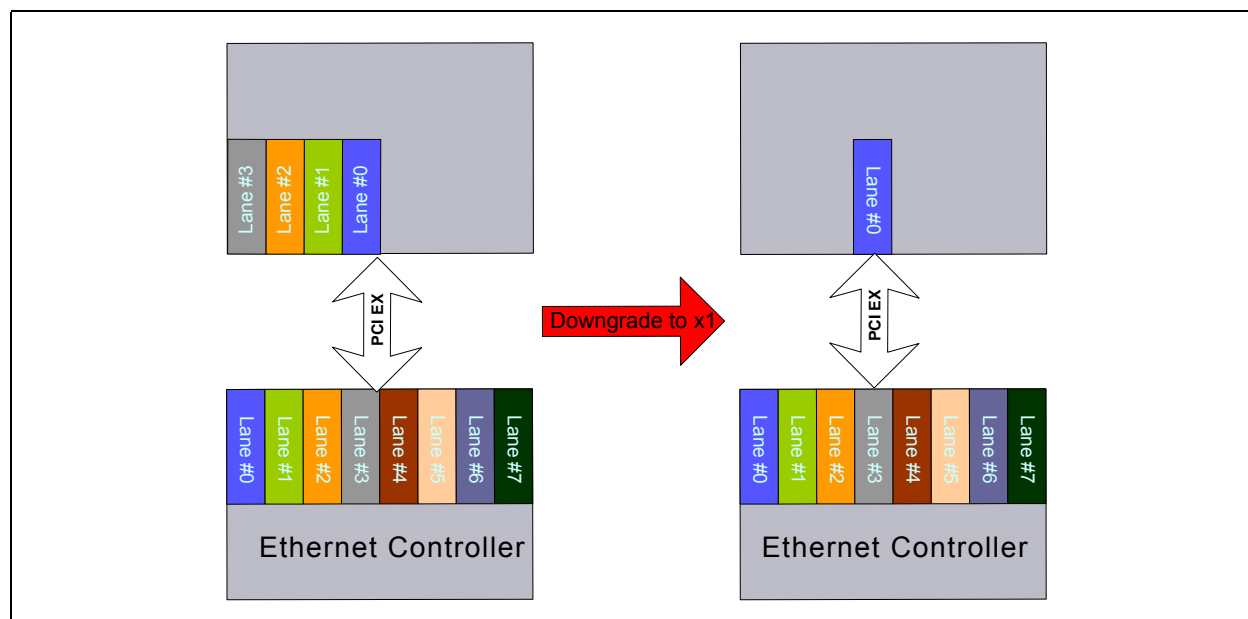 Lane #3
Lane #2
Lane #1
Lane #0
PCI EX
Lane #0
Lane #1
Lane #2
Lane #3
Lane #4
Lane #5
Lane #6
Lane #7
Ethernet Controller
Downgrade to x1
Lane #0
PCI EX
Lane #0
Lane #1
Lane #2
Lane #3
Lane #4
Lane #5
Lane #6
Lane #7
Ethernet Controller